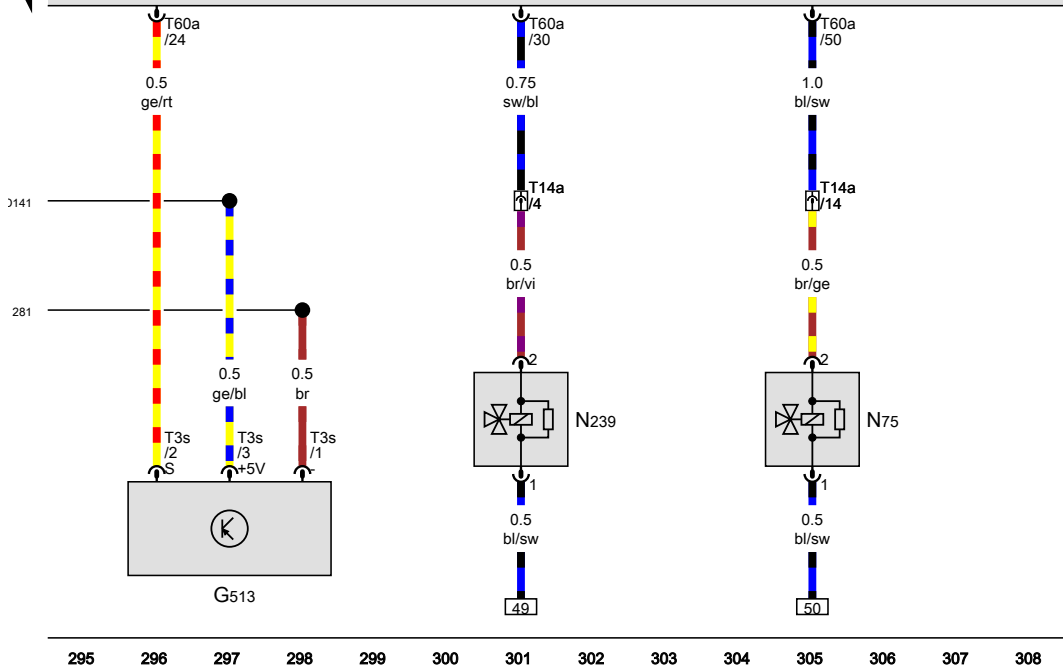 T60a
/24
T60a
/30
T60a
/50
0.5
ge/rt
0.75
sw/bl
1.0
bl/sw
T14a
/4
T14a
/14
281
0.5
br/vi
0.5
br/ge
2
2
0.5
ge/bl
0.5
br
N239
N75
T3s
/2
S
T3s
/3
+5V
T3s
/1
-
1
1
0.5
bl/sw
0.5
bl/sw
G513
49
50
295 296 297 298 299 300 301 302 303 304 305 306 307 308